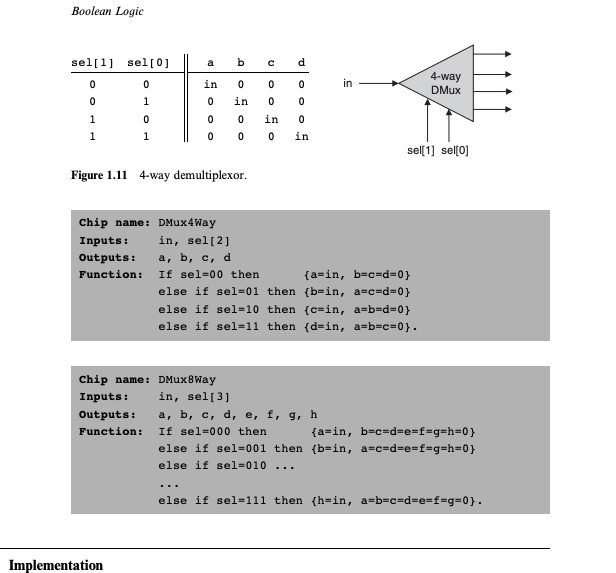 Boolean Logic
sel[1] sel[0] a b c d
0 0 in 0 0 0
0 1 0 in 0 0
1 0 0 0 in 0
1 1 0 0 0 in
in
4-way
DMux
sel[1] sel[0]
Figure 1.11 4-way demultiplexor.
Chip name: DMux4Way
Inputs: in, sel[2]
Outputs: a, b, c, d
Function: If sel=00 then {a=in, b=c=d=0}
else if sel=01 then {b=in, a=c=d=0}
else if sel=10 then {c=in, a=b=d=0}
else if sel=11 then {d=in, a=b=c=0}.
Chip name: DMux8Way
Inputs: in, sel[3]
Outputs: a, b, c, d, e, f, g, h
Function: If sel=000 then {a=in, b=c=d=e=f=g=h=0}
else if sel=001 then {b=in, a=c=d=e=f=g=h=0}
else if sel=010 ...
...
else if sel=111 then {h=in, a=b=c=d=e=f=g=0}.
Implementation